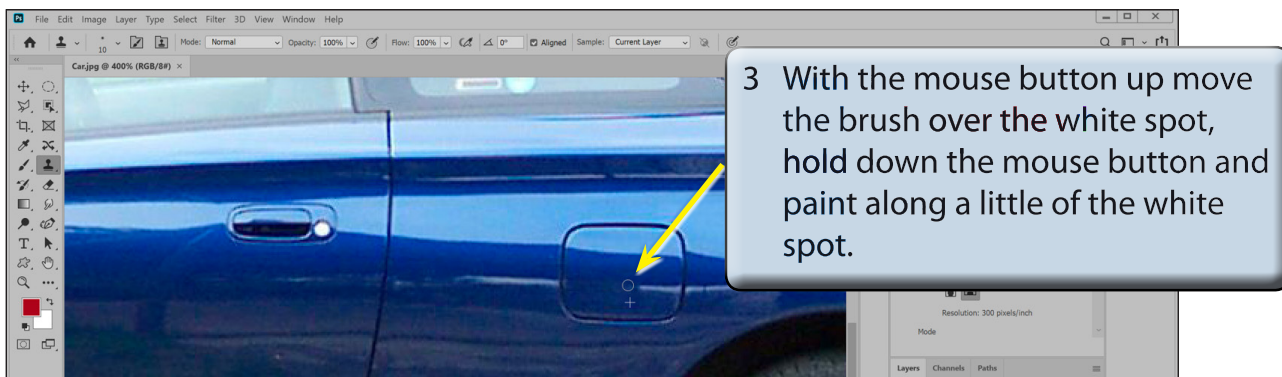 Ps File Edit Image Layer Type Select Filter 3D View Window Help
10 Mode: Normal Opacity: 100% Flow: 100% 0° Aligned Sample: Current Layer
Car.jpg @ 400% (RGB/8#) ×
3 With the mouse button up move
the brush over the white spot,
hold down the mouse button and
paint along a little of the white
spot.
T
Resolution: 300 pixels/inch
Mode
Layers Channels Paths